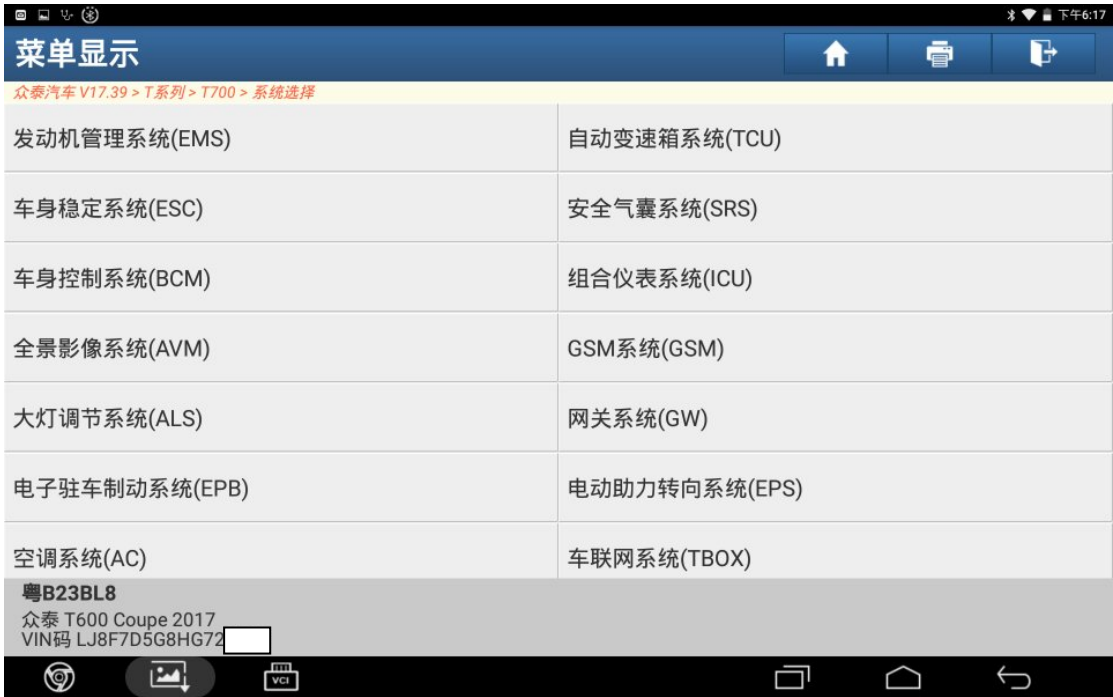 下午6:17
菜单显示
众泰汽车 V17.39 > T系列 > T700 > 系统选择
发动机管理系统(EMS)
自动变速箱系统(TCU)
车身稳定系统(ESC)
安全气囊系统(SRS)
车身控制系统(BCM)
组合仪表系统(ICU)
全景影像系统(AVM)
GSM系统(GSM)
大灯调节系统(ALS)
网关系统(GW)
电子驻车制动系统(EPB)
电动助力转向系统(EPS)
空调系统(AC)
车联网系统(TBOX)
粤B23BL8
众泰 T600 Coupe 2017
VIN码 LJ8F7D5G8HG72
VCI